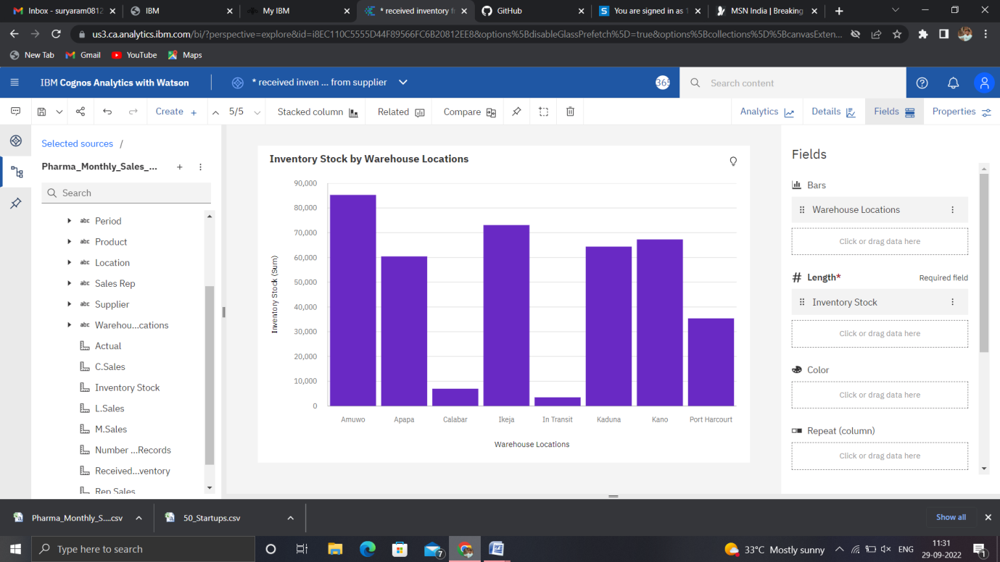 Inbox - suryaram0812
IBM
My IBM
* received inventory f
GitHub
You are signed in as
MSN India | Breaking
us3.ca.analytics.ibm.com/bi/?perspective=explore&id=i8EC110C5555D44F89566FC6B20812EE8&options%5BdisableGlassPrefetch%5D=true&options%5Bcollections%5D%5BcanvasExten...
New Tab
Gmail
YouTube
Maps
IBM Cognos Analytics with Watson
* received inven ... from supplier
365
Search content
Create +
5/5
Stacked column
Related
Compare
Analytics
Details
Fields
Properties
Selected sources /
Pharma_Monthly_Sales_...
Search
abc Period
abc Product
abc Location
abc Sales Rep
abc Supplier
abc Warehou...cations
Actual
C.Sales
Inventory Stock
L.Sales
M.Sales
Number ...Records
Received...ventory
Rep Sales
Inventory Stock by Warehouse Locations
90,000
80,000
70,000
60,000
50,000
40,000
30,000
20,000
10,000
0
Inventory Stock (Sum)
Amuwo
Apapa
Calabar
Ikeja
In Transit
Kaduna
Kano
Port Harcourt
Warehouse Locations
Fields
Bars
Warehouse Locations
Click or drag data here
# Length*
Required field
Inventory Stock
Click or drag data here
Color
Click or drag data here
Repeat (column)
Click or drag data here
Pharma_Monthly_S....csv
50_Startups.csv
Show all
Type here to search
7
33°C Mostly sunny
ENG
11:31
29-09-2022
1